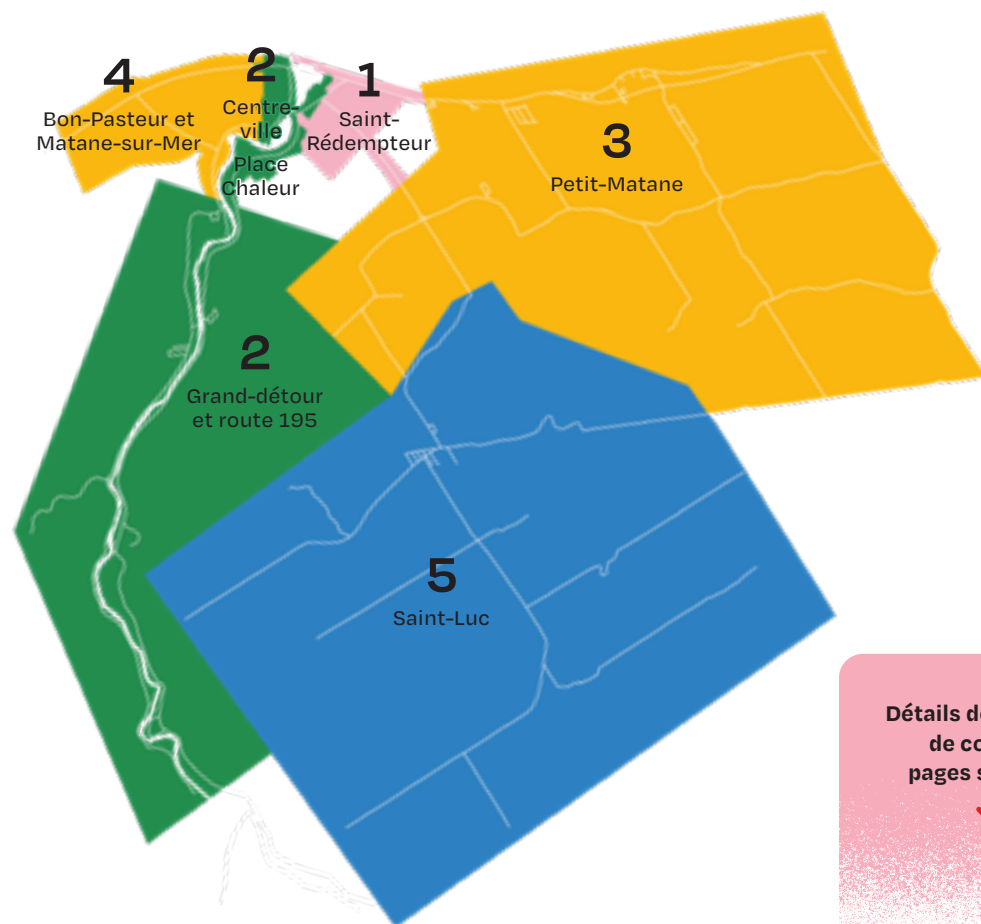 4
Bon-Pasteur et
Matane-sur-Mer
2
Centre-
ville
Place
Chaleur
1
Saint-
Rédempteur
3
Petit-Matane
2
Grand-détour
et route 195
5
Saint-Luc
Détails
de
pages